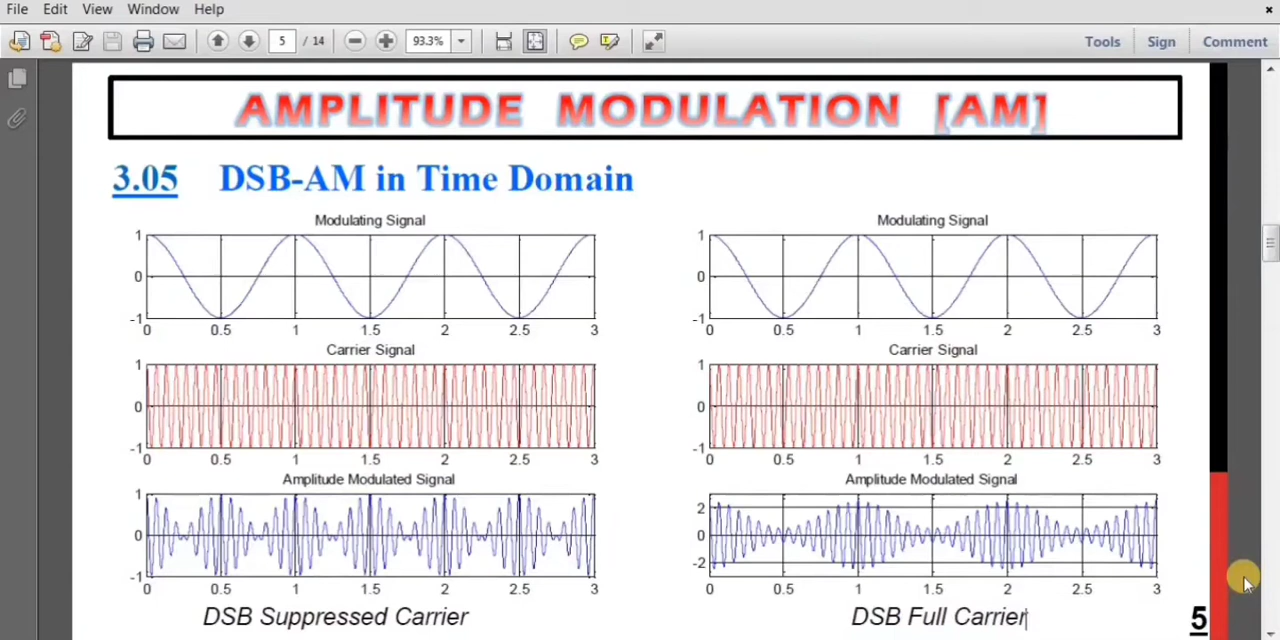 File Edit View Window Help
5 / 14 93.3% Tools Sign Comment
AMPLITUDE MODULATION [AM]
3.05 DSB-AM in Time Domain
Modulating Signal
1
0
-1
0 0.5 1 1.5 2 2.5 3
Carrier Signal
1
0
-1
0 0.5 1 1.5 2 2.5 3
Amplitude Modulated Signal
1
0
-1
0 0.5 1 1.5 2 2.5 3
DSB Suppressed Carrier
Modulating Signal
1
0
-1
0 0.5 1 1.5 2 2.5 3
Carrier Signal
1
0
-1
0 0.5 1 1.5 2 2.5 3
Amplitude Modulated Signal
2
0
-2
0 0.5 1 1.5 2 2.5 3
DSB Full Carrier
5